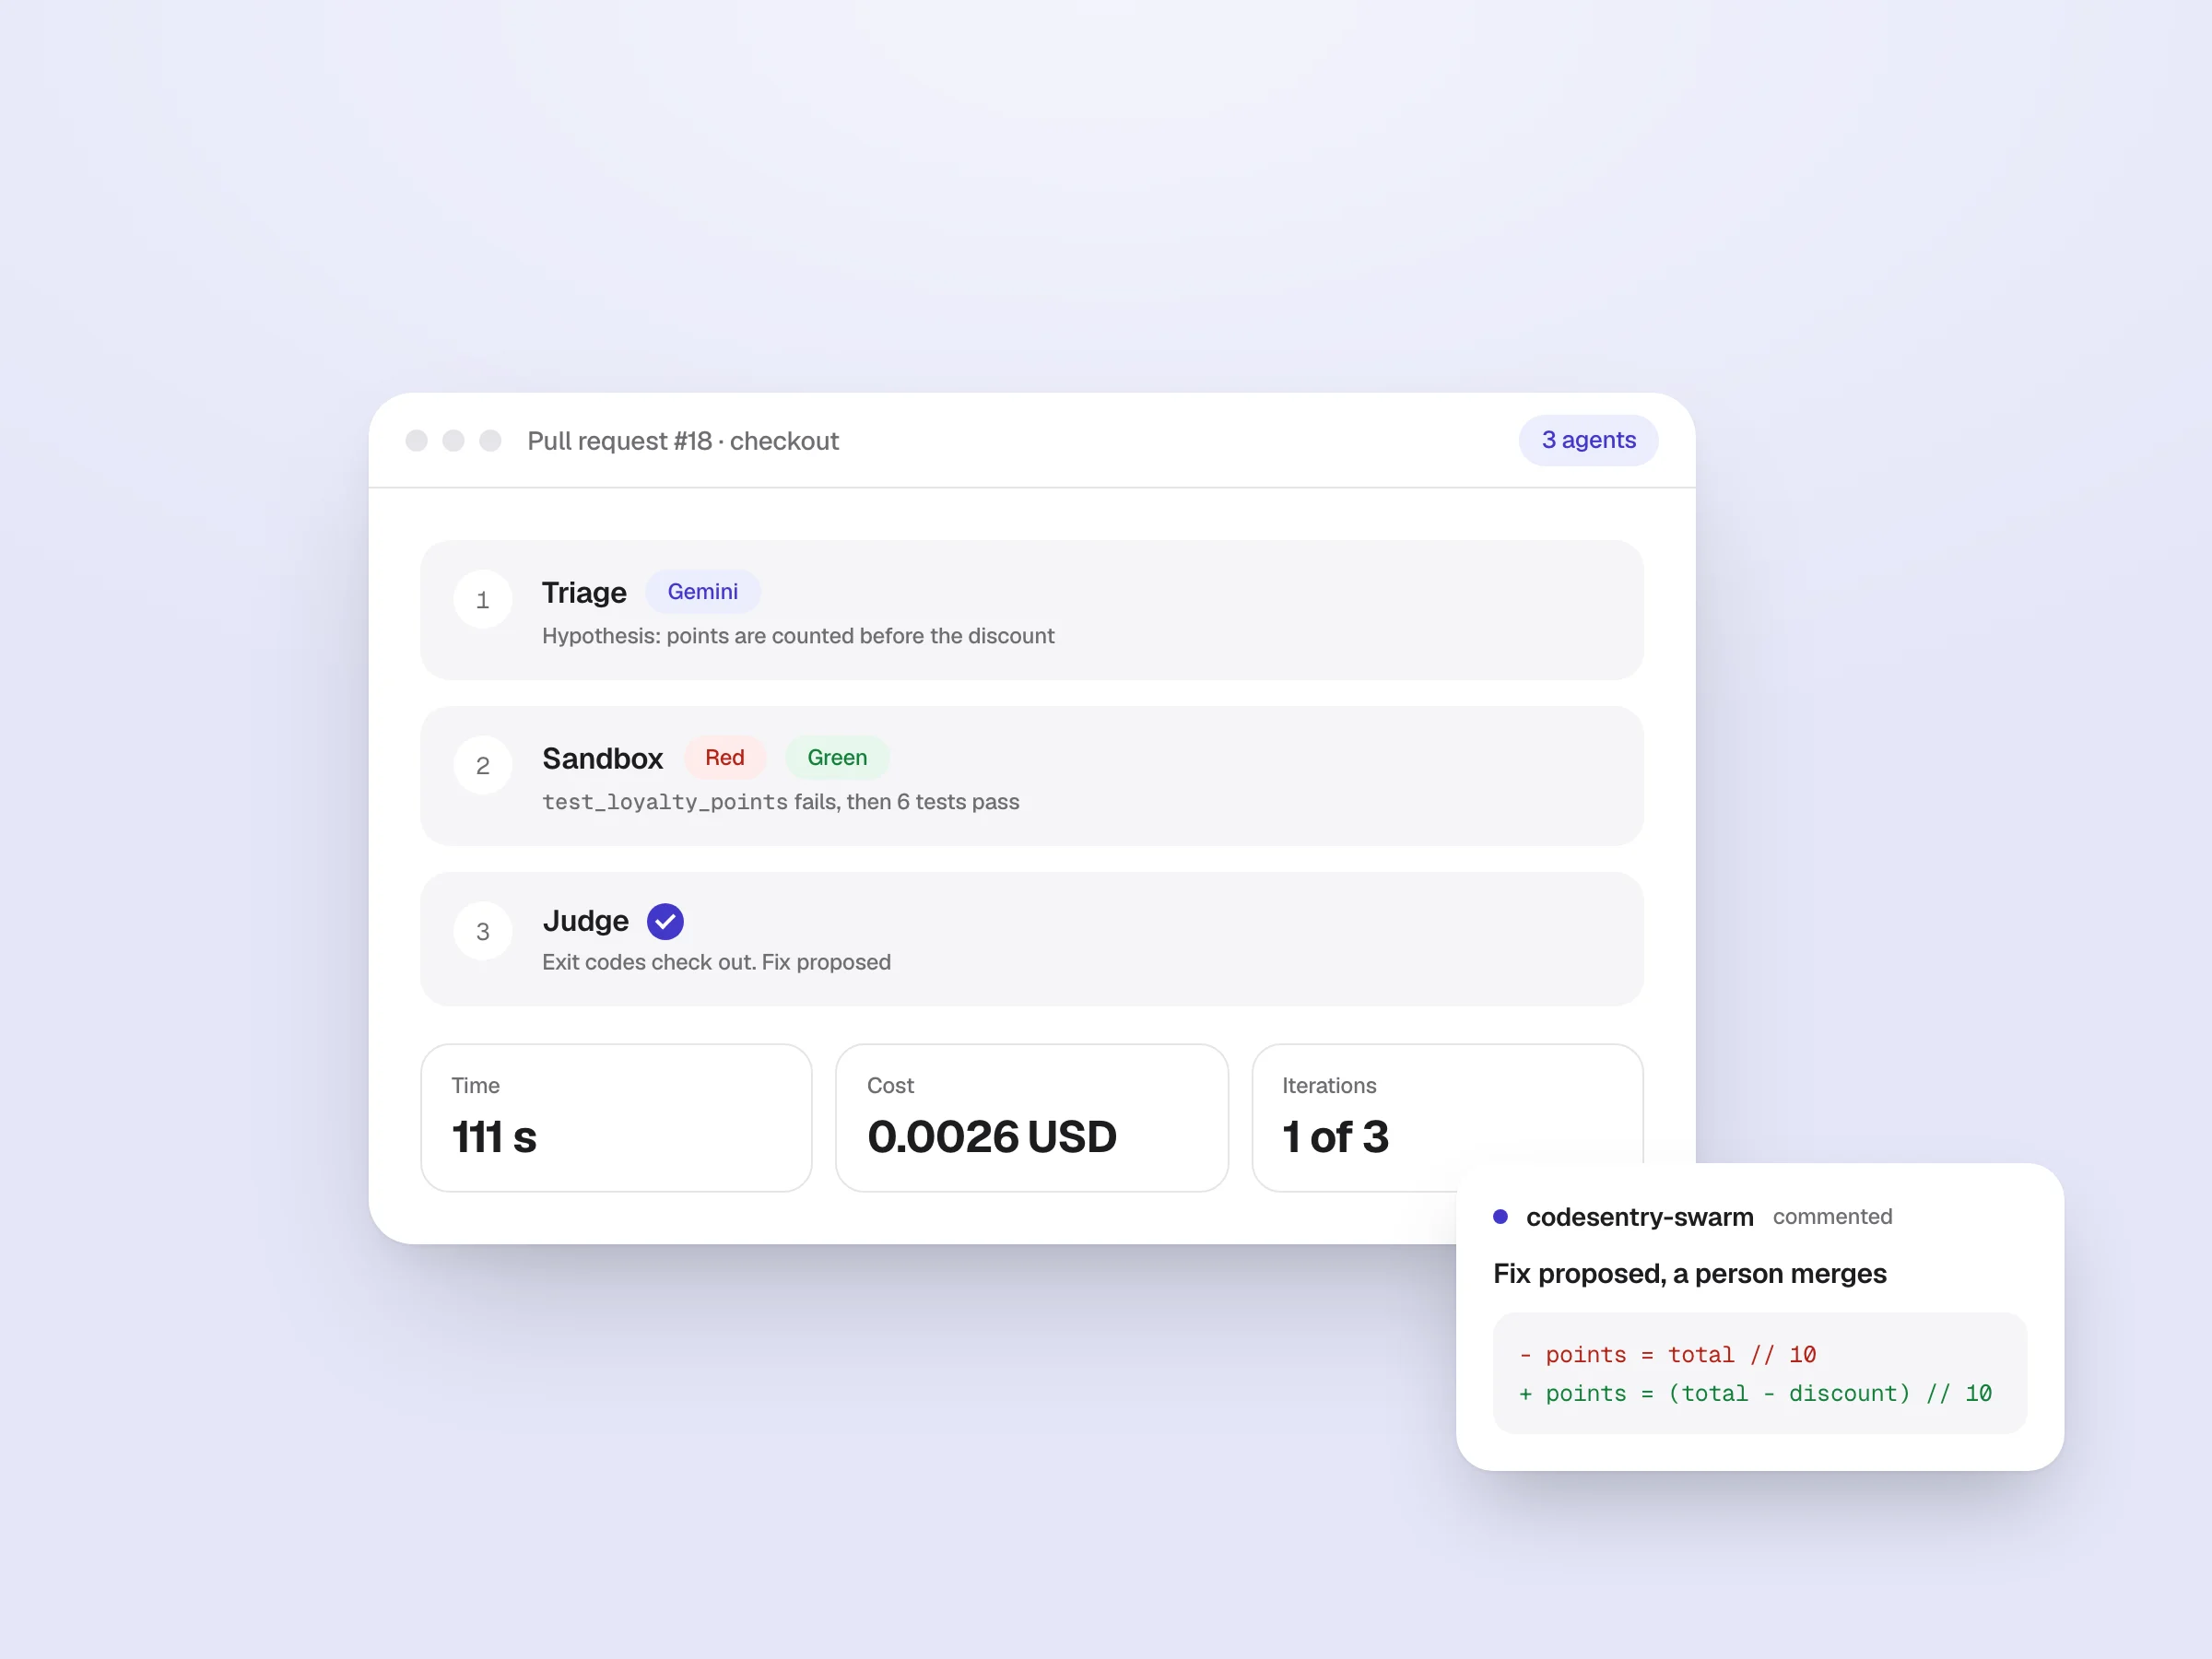 Pull request #18 · checkout
3 agents
1
Triage Gemini
Hypothesis: points are counted before the discount
2
Sandbox Red Green
test_loyalty_points fails, then 6 tests pass
3
Judge
Exit codes check out. Fix proposed
Time
111 s
Cost
0.0026 USD
Iterations
1 of 3
codesentry-swarm commented
Fix proposed, a person merges
- points = total // 10
+ points = (total - discount) // 10